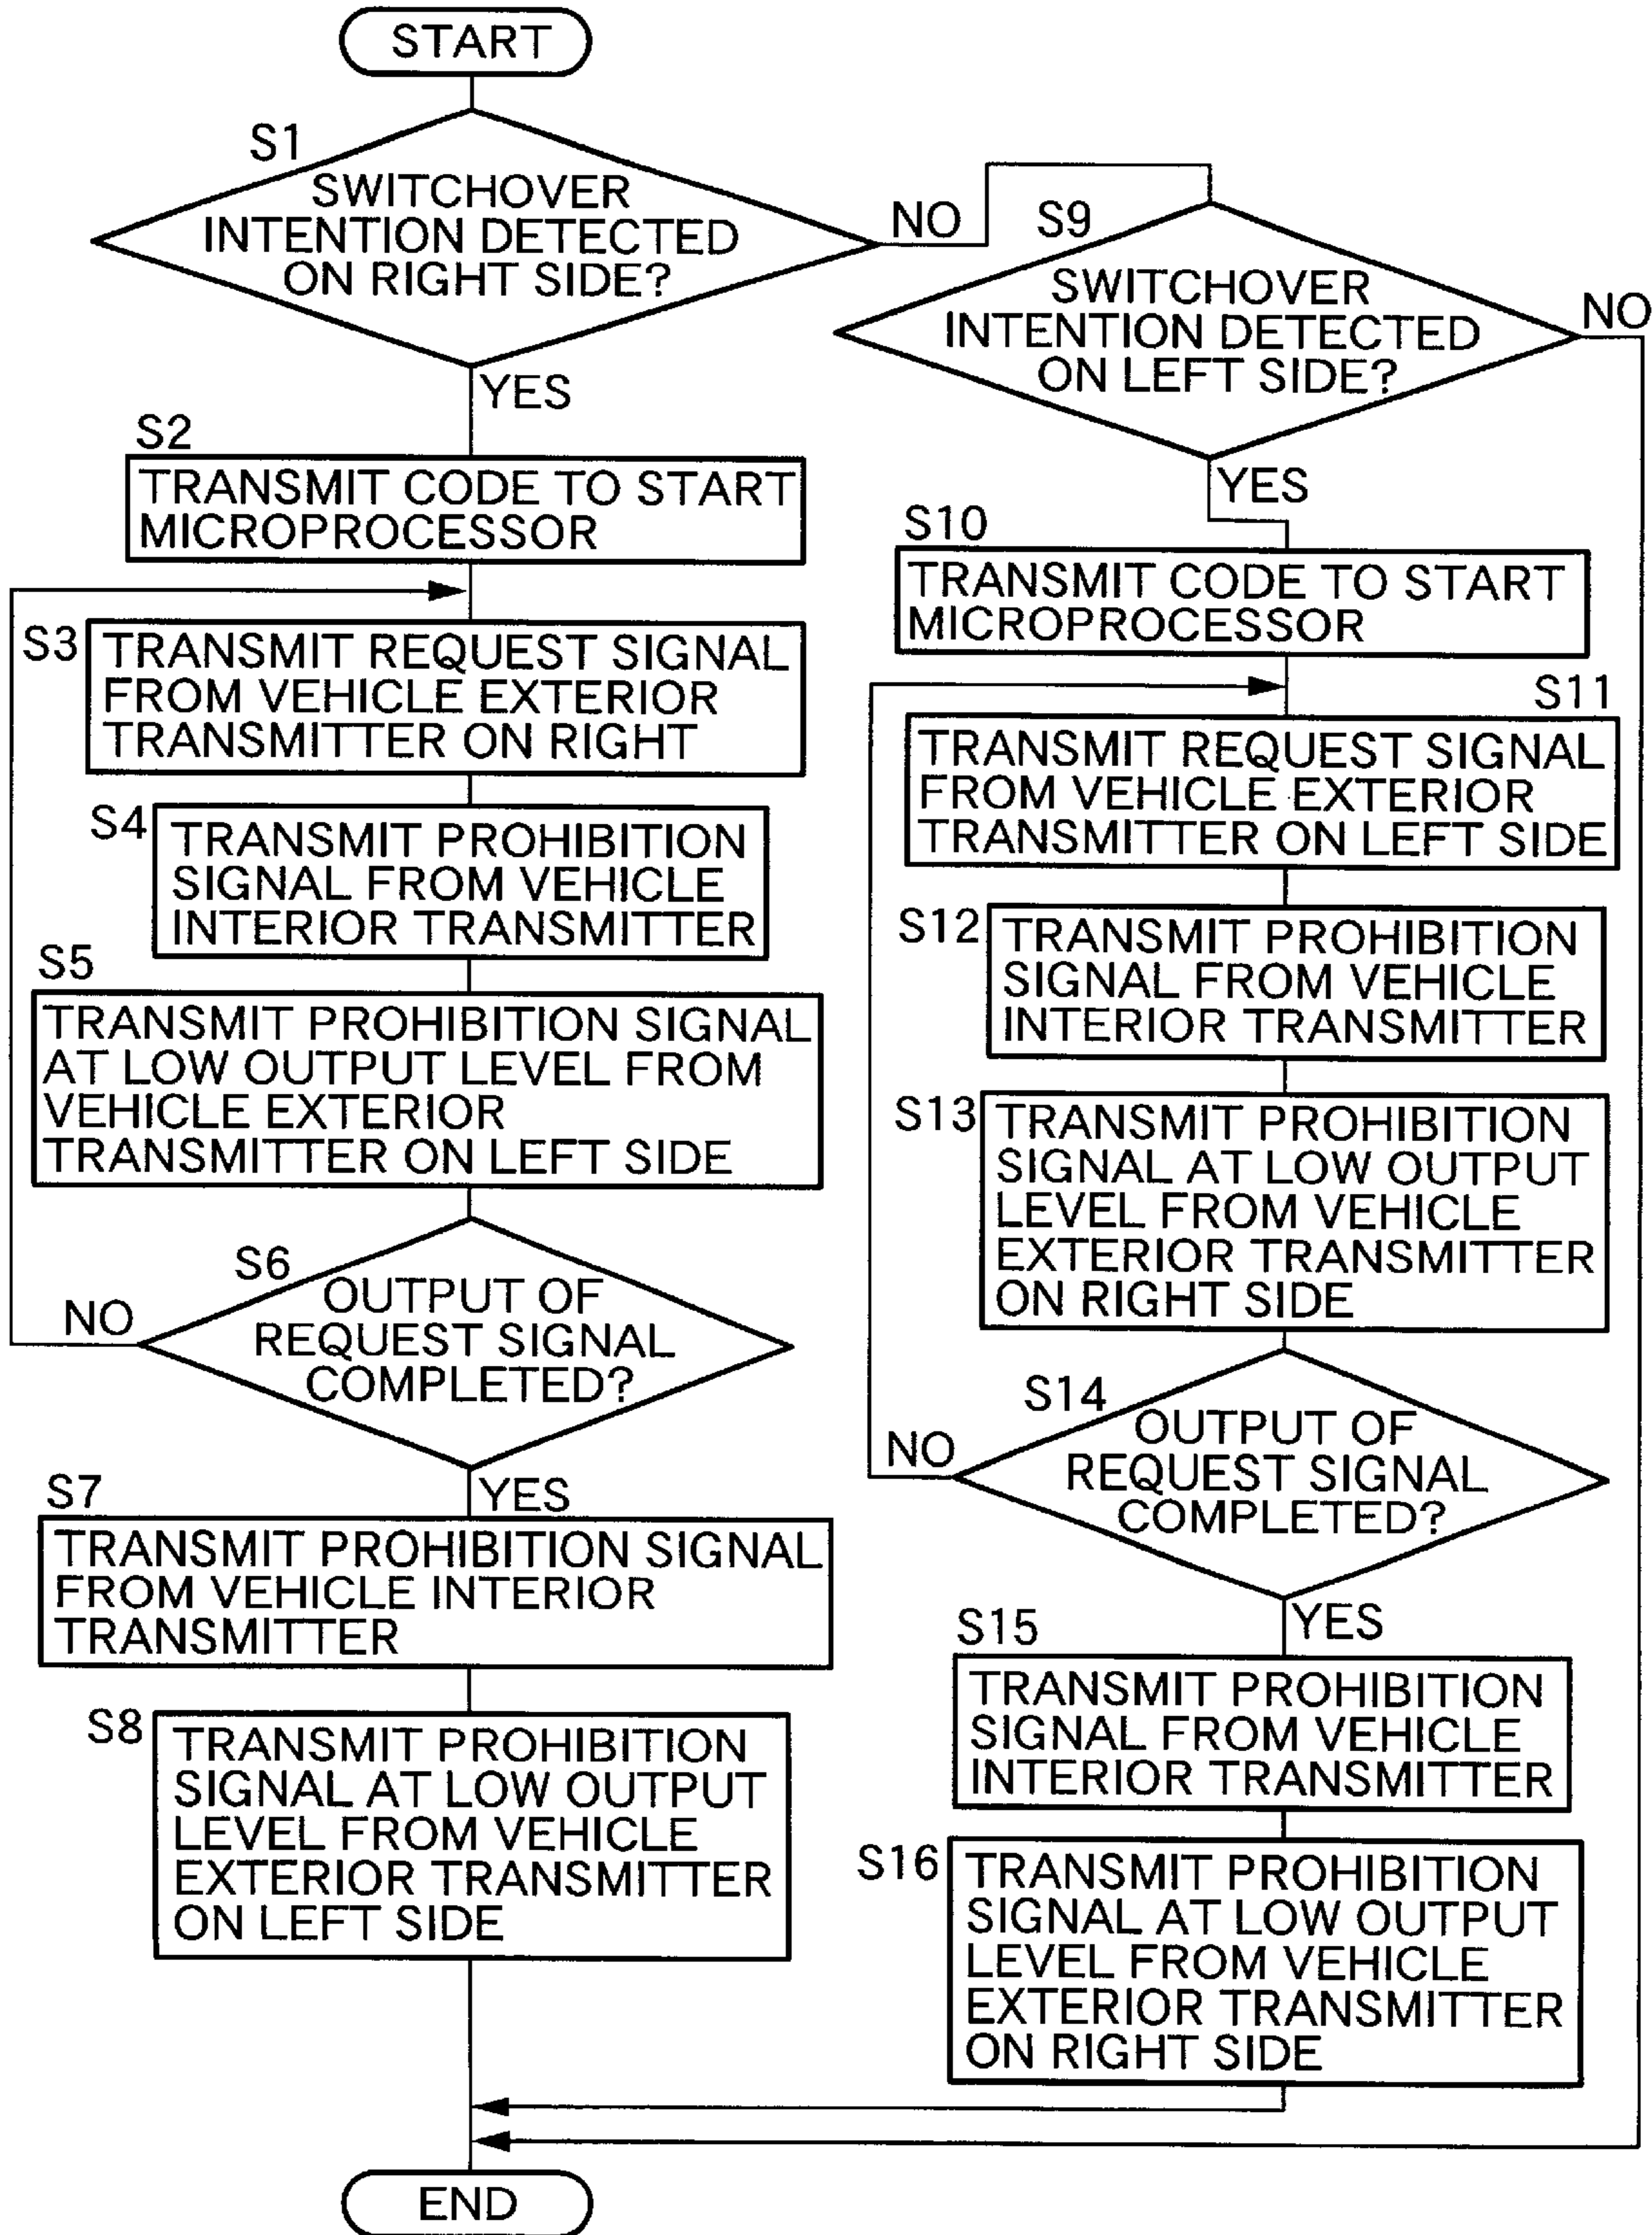 START
S1
SWITCHOVER
INTENTION DETECTED
ON RIGHT SIDE?
NO
YES
S2
TRANSMIT CODE TO START
MICROPROCESSOR
S3
TRANSMIT REQUEST SIGNAL
FROM VEHICLE EXTERIOR
TRANSMITTER ON RIGHT
S4
TRANSMIT PROHIBITION
SIGNAL FROM VEHICLE
INTERIOR TRANSMITTER
S5
TRANSMIT PROHIBITION SIGNAL
AT LOW OUTPUT LEVEL FROM
VEHICLE EXTERIOR
TRANSMITTER ON LEFT SIDE
S6
OUTPUT OF
REQUEST SIGNAL
COMPLETED?
NO
YES
S7
TRANSMIT PROHIBITION SIGNAL
FROM VEHICLE INTERIOR
TRANSMITTER
S8
TRANSMIT PROHIBITION
SIGNAL AT LOW OUTPUT
LEVEL FROM VEHICLE
EXTERIOR TRANSMITTER
ON LEFT SIDE
S9
SWITCHOVER
INTENTION DETECTED
ON LEFT SIDE?
NO
YES
S10
TRANSMIT CODE TO START
MICROPROCESSOR
S11
TRANSMIT REQUEST SIGNAL
FROM VEHICLE EXTERIOR
TRANSMITTER ON LEFT SIDE
S12
TRANSMIT PROHIBITION
SIGNAL FROM VEHICLE
INTERIOR TRANSMITTER
S13
TRANSMIT PROHIBITION
SIGNAL AT LOW OUTPUT
LEVEL FROM VEHICLE
EXTERIOR TRANSMITTER
ON RIGHT SIDE
S14
OUTPUT OF
REQUEST SIGNAL
COMPLETED?
NO
YES
S15
TRANSMIT PROHIBITION
SIGNAL FROM VEHICLE
INTERIOR TRANSMITTER
S16
TRANSMIT PROHIBITION
SIGNAL AT LOW OUTPUT
LEVEL FROM VEHICLE
EXTERIOR TRANSMITTER
ON RIGHT SIDE
END